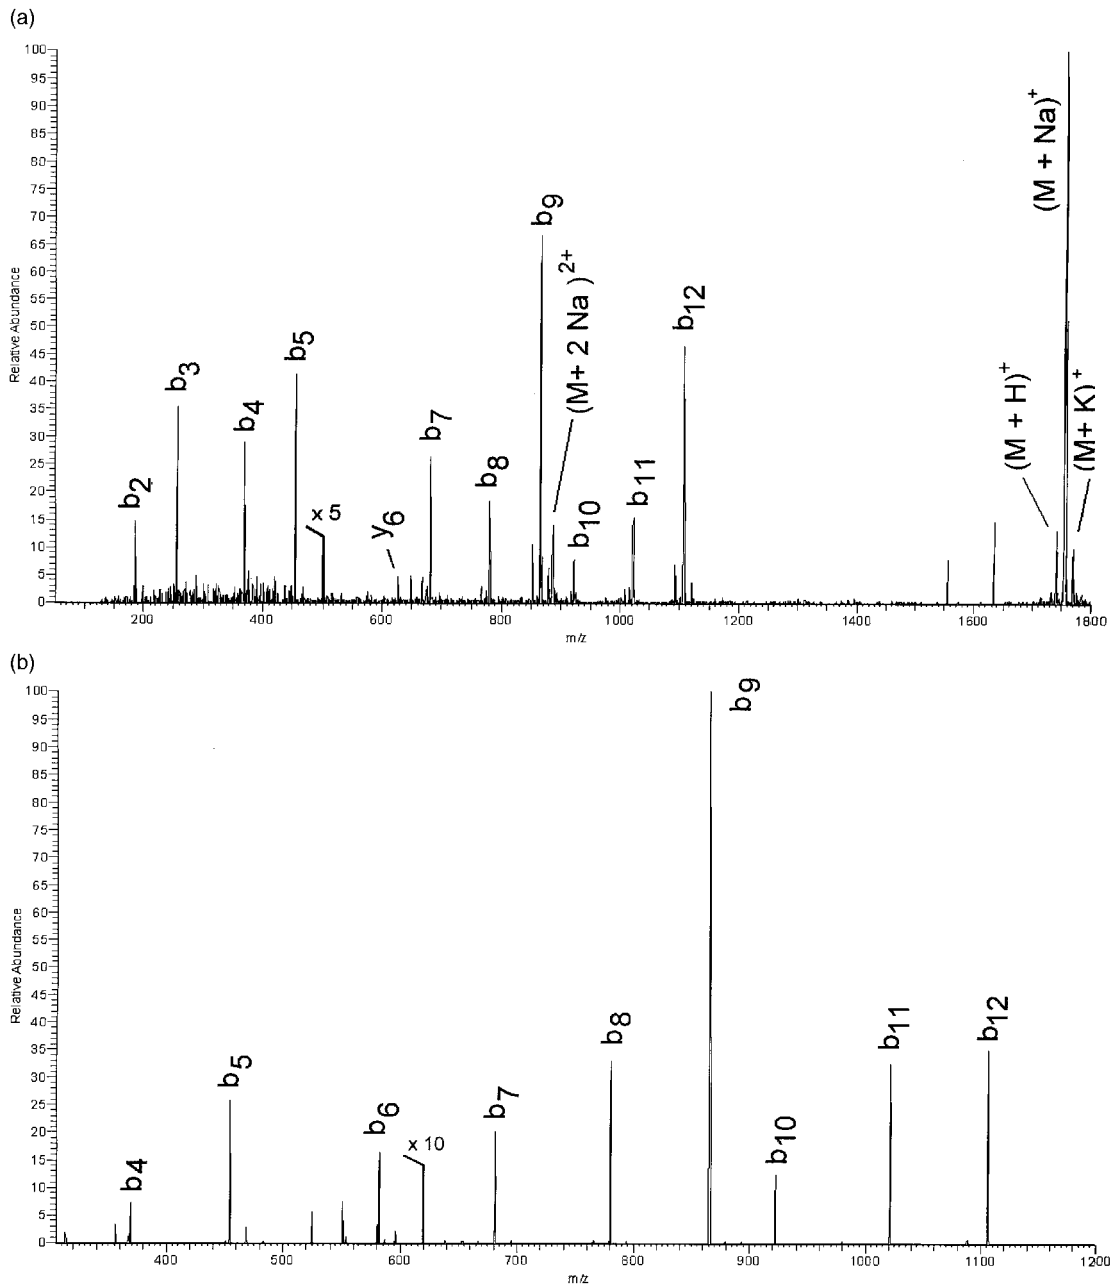 (a)
100
95
90
85
80
75
70
65
60
55
50
45
40
35
30
25
20
15
10
5
0
Relative Abundance
b2
b3
b4
b5
x 5
y6
b7
b8
b9
(M+ 2 Na )2+
b10
b11
b12
(M + H)+
(M + Na)+
(M+ K)+
200 400 600 800 1000 1200 1400 1600 1800
m/z
(b)
100
95
90
85
80
75
70
65
60
55
50
45
40
35
30
25
20
15
10
5
0
Relative Abundance
b4
b5
b6
x 10
b7
b8
b9
b10
b11
b12
400 500 600 700 800 900 1000 1100 1200
m/z